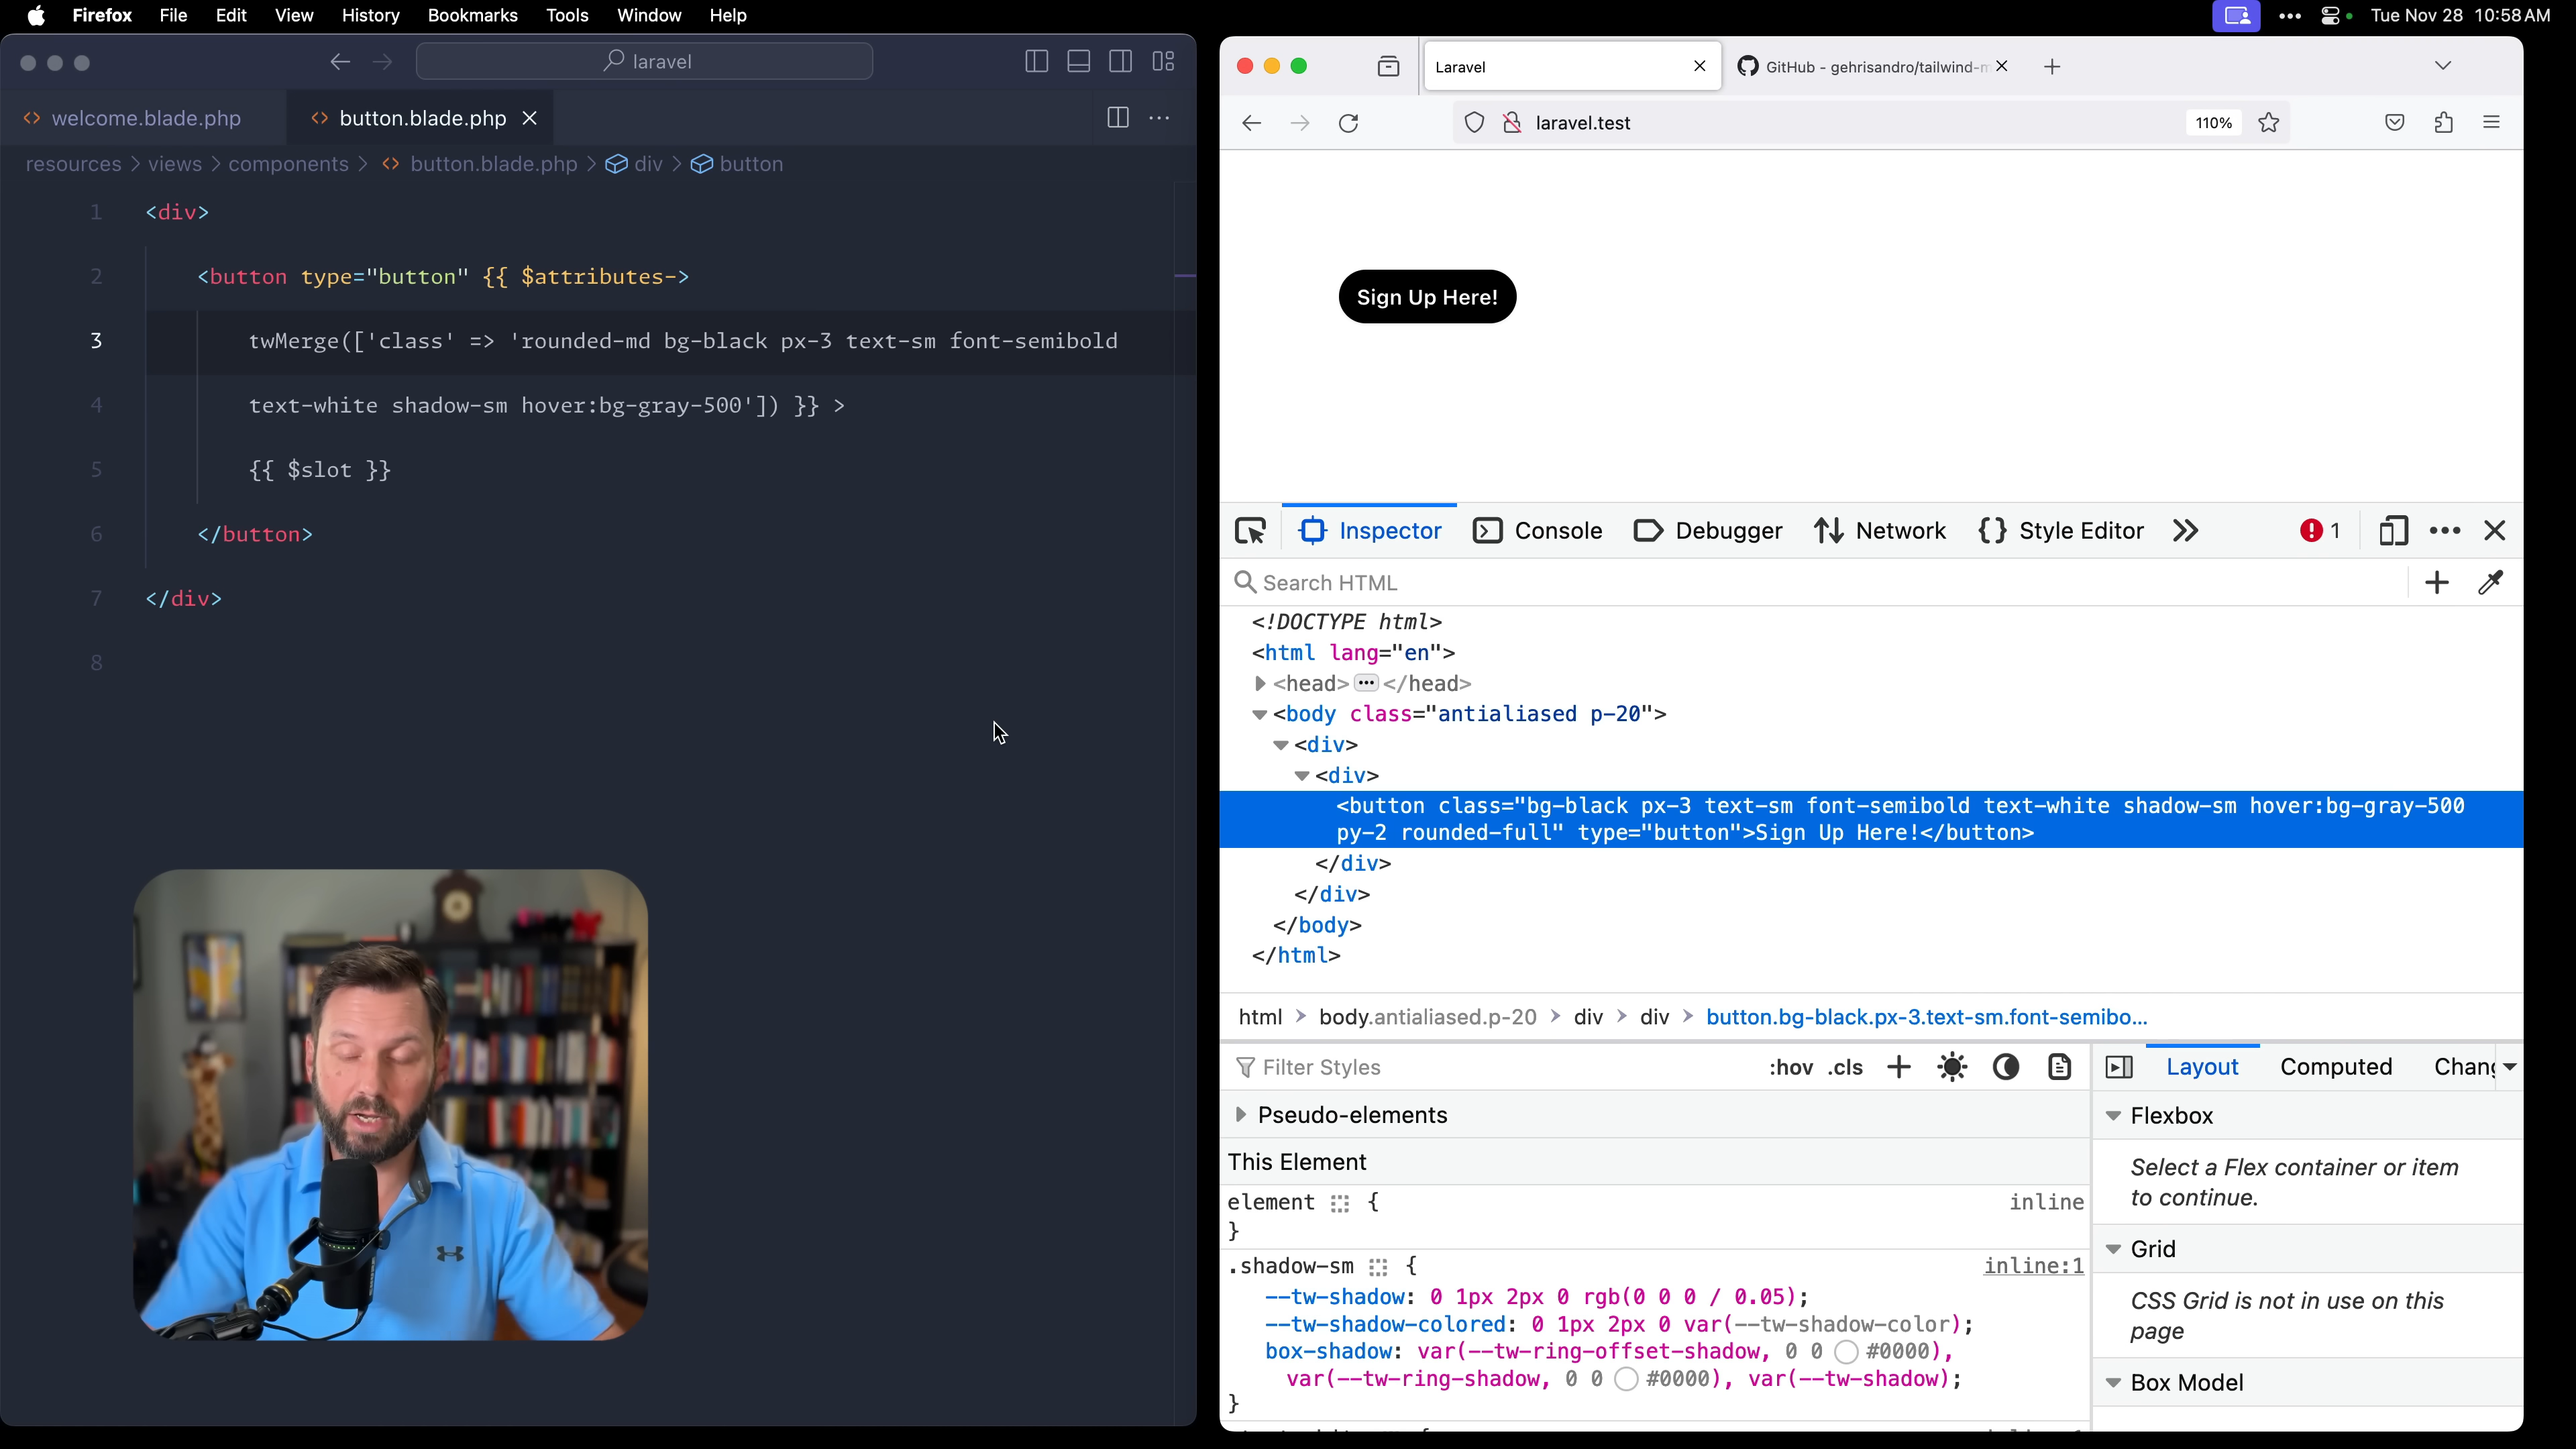 Firefox File Edit View History Bookmarks Tools Window Help
Tue Nov 28 10:58 AM
laravel
welcome.blade.php
button.blade.php
resources > views > components > button.blade.php > div > button
1 <div>
2 <button type="button" {{ $attributes->
3 twMerge(['class' => 'rounded-md bg-black px-3 text-sm font-semibold
4 text-white shadow-sm hover:bg-gray-500']) }} >
5 {{ $slot }}
6 </button>
7 </div>
8
Laravel
GitHub - gehrisandro/tailwind-m
laravel.test
110%
Sign Up Here!
Inspector Console Debugger Network Style Editor 1
Search HTML
<!DOCTYPE html>
<html lang="en">
<head> ••• </head>
<body class="antialiased p-20">
<div>
<div>
<button class="bg-black px-3 text-sm font-semibold text-white shadow-sm hover:bg-gray-500
py-2 rounded-full" type="button">Sign Up Here!</button>
</div>
</div>
</body>
</html>
html > body.antialiased.p-20 > div > div > button.bg-black.px-3.text-sm.font-semibo...
Filter Styles
:hov .cls
Layout Computed Chang
Pseudo-elements
This Element
element {
inline
}
.shadow-sm {
inline:1
--tw-shadow: 0 1px 2px 0 rgb(0 0 0 / 0.05);
--tw-shadow-colored: 0 1px 2px 0 var(--tw-shadow-color);
box-shadow: var(--tw-ring-offset-shadow, 0 0 #0000),
var(--tw-ring-shadow, 0 0 #0000), var(--tw-shadow);
}
Flexbox
Select a Flex container or item
to continue.
Grid
CSS Grid is not in use on this
page
Box Model